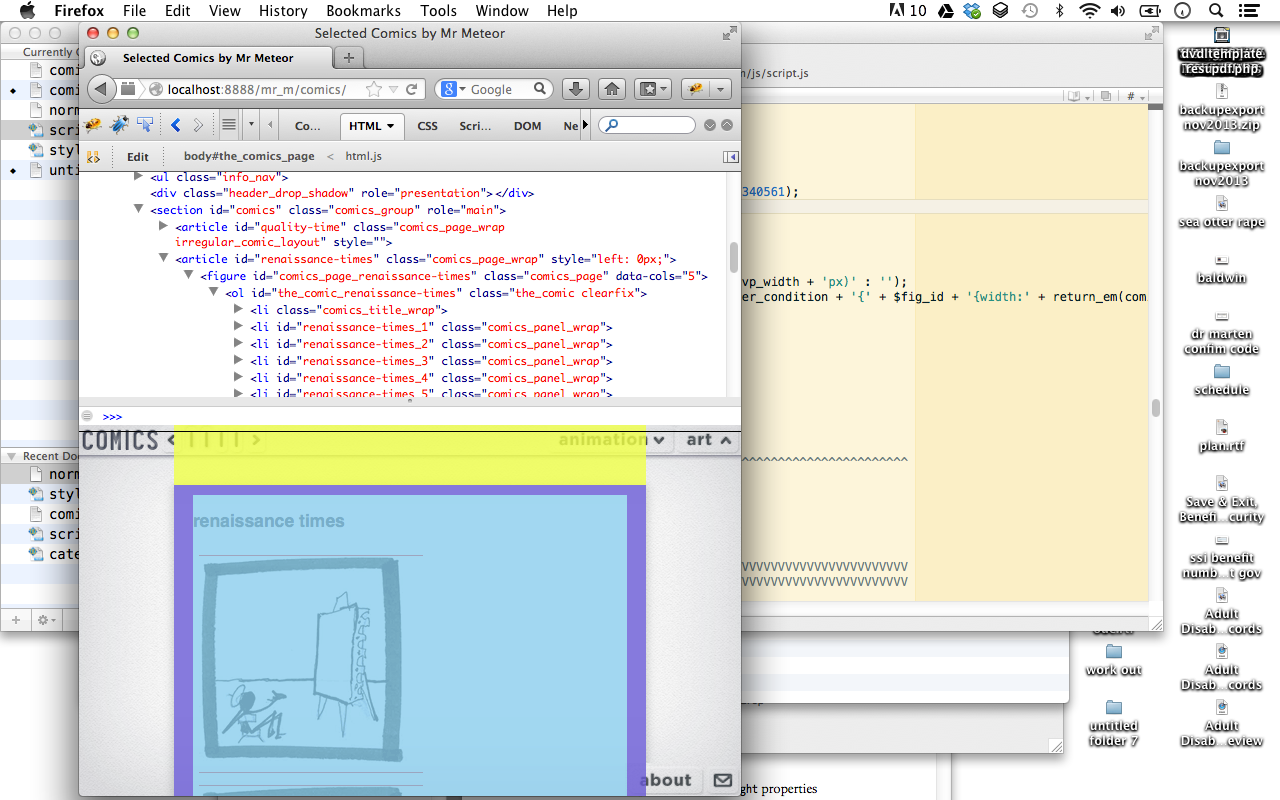 Firefox File Edit View History Bookmarks Tools Window Help 10
Selected Comics by Mr Meteor
Selected Comics by Mr Meteor +
localhost:8888/mr_m/comics/ Google
Co... HTML CSS Scri... DOM Ne
Edit body#the_comics_page < html.js
<ul class="info_nav">
<div class="header_drop_shadow" role="presentation"></div>
<section id="comics" class="comics_group" role="main">
<article id="quality-time" class="comics_page_wrap
irregular_comic_layout" style="">
<article id="renaissance-times" class="comics_page_wrap" style="left: 0px;">
<figure id="comics_page_renaissance-times" class="comics_page" data-cols="5">
<ol id="the_comic_renaissance-times" class="the_comic clearfix">
<li class="comics_title_wrap">
<li id="renaissance-times_1" class="comics_panel_wrap">
<li id="renaissance-times_2" class="comics_panel_wrap">
<li id="renaissance-times_3" class="comics_panel_wrap">
<li id="renaissance-times_4" class="comics_panel_wrap">
<li id="renaissance-times_5" class="comics_panel_wrap">
>>>
COMICS < > animation art
renaissance times
about
Currently O
comi
comi
norm
scri
styl
unti
Recent Do
norm
styl
comi
scri
cate
+
m/js/script.js
#
340561);
vp_width + 'px)' : '');
er_condition + '{' + $fig_id + '{width:' + return_em(com
^^^^^^^^^^^^^^^^^^^^^^^
VVVVVVVVVVVVVVVVVVVVVVV
VVVVVVVVVVVVVVVVVVVVVVV
ght properties
backupexport
nov2013.zip
backupexport
nov2013
sea otter rape
baldwin
dr marten
confim code
schedule
plan.rtf
Save & Exit,
Benefi...curity
ssi benefit
numb...t gov
Adult
Disab...cords
work out
Adult
Disab...cords
untitled
folder 7
Adult
Disab...eview